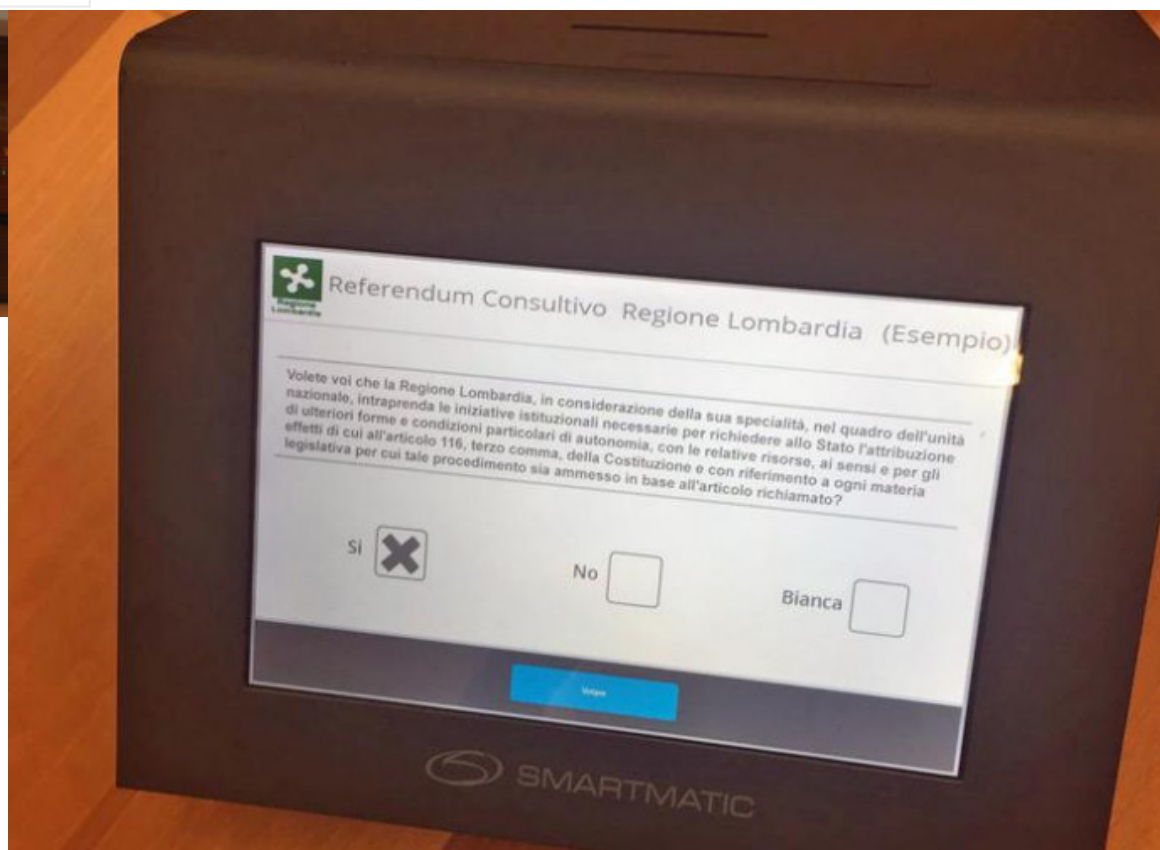 Regione
Lombardia
Referendum Consultivo Regione Lombardia (Esempio)
Volete voi che la Regione Lombardia, in considerazione della sua specialità, nel quadro dell'unità
nazionale, intraprenda le iniziative istituzionali necessarie per richiedere allo Stato l'attribuzione
di ulteriori forme e condizioni particolari di autonomia, con le relative risorse, ai sensi e per gli
effetti di cui all'articolo 116, terzo comma, della Costituzione e con riferimento a ogni materia
legislativa per cui tale procedimento sia ammesso in base all'articolo richiamato?
Si
No
Bianca
SMARTMATIC